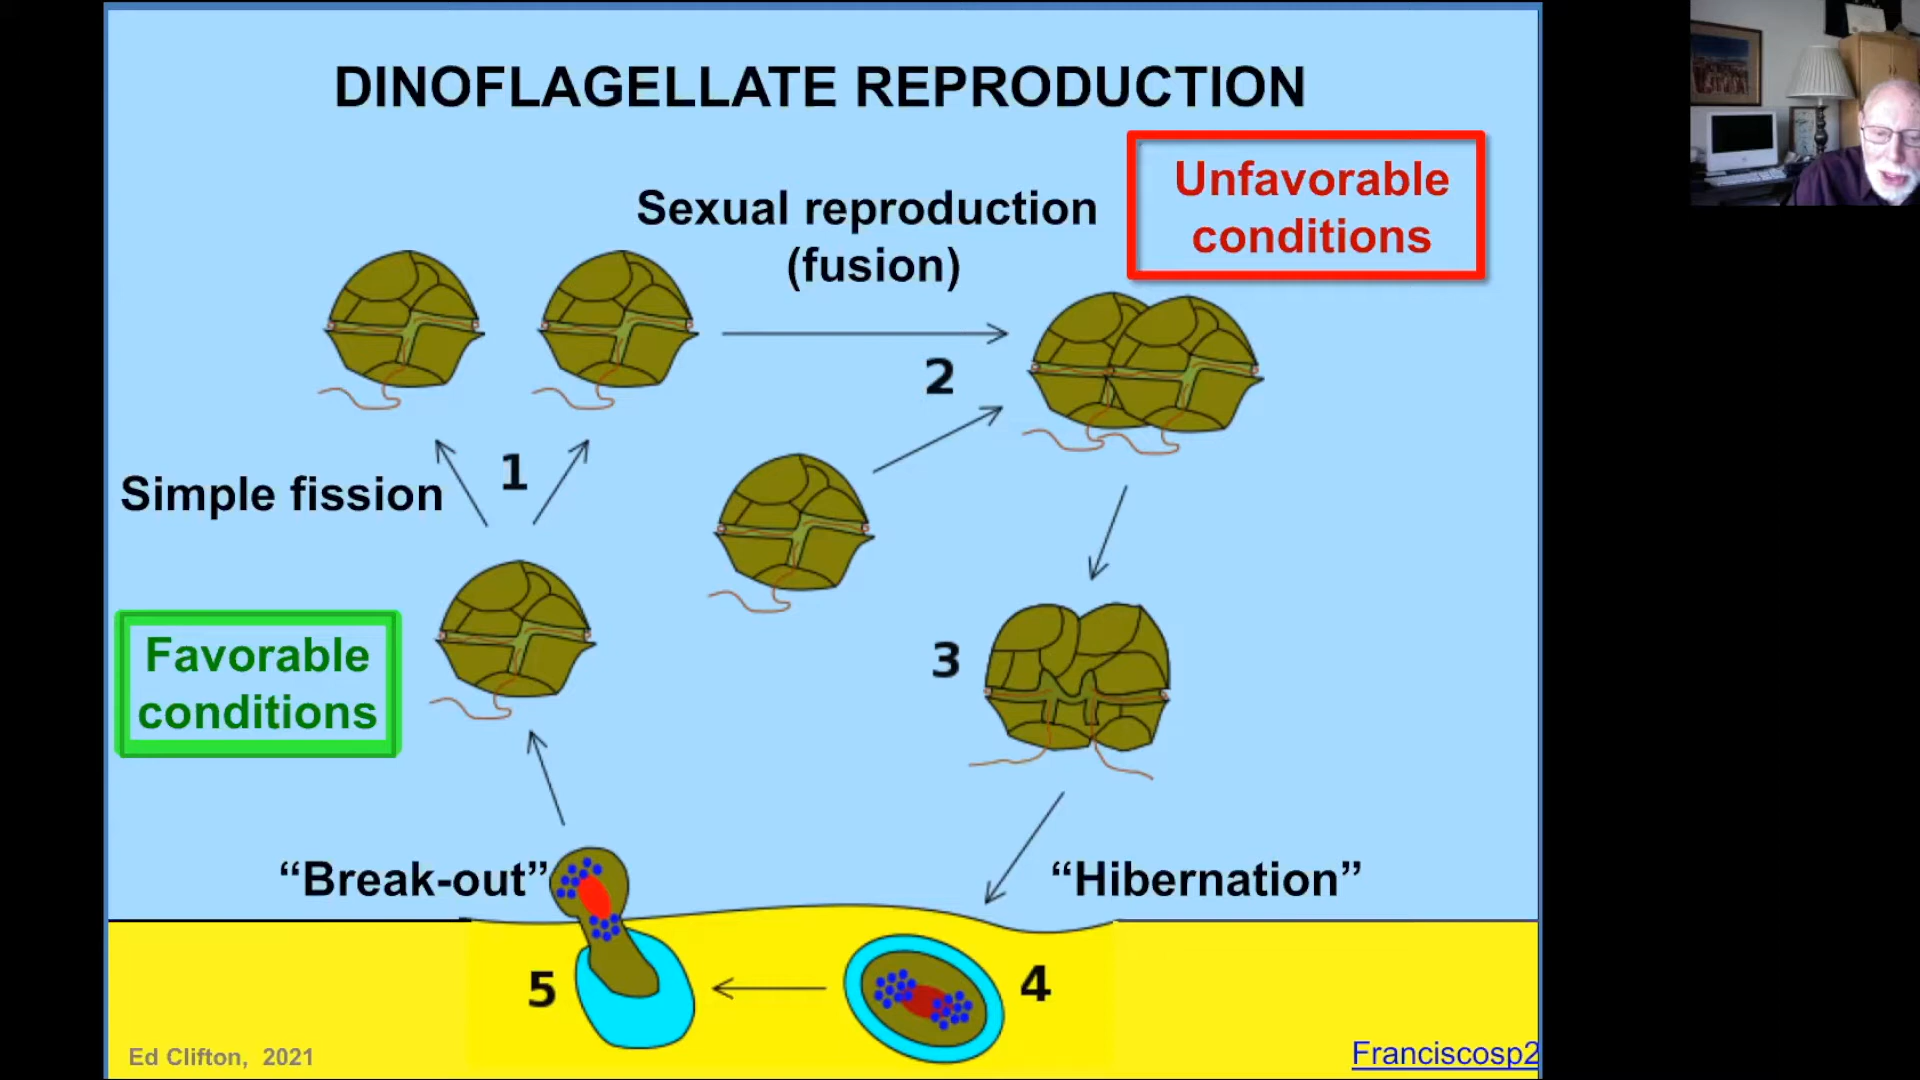 DINOFLAGELLATE REPRODUCTION
Unfavorable
conditions
Sexual reproduction
(fusion)
2
1
Simple fission
3
Favorable
conditions
“Break-out”
“Hibernation”
5
4
Ed Clifton, 2021
Franciscosp2